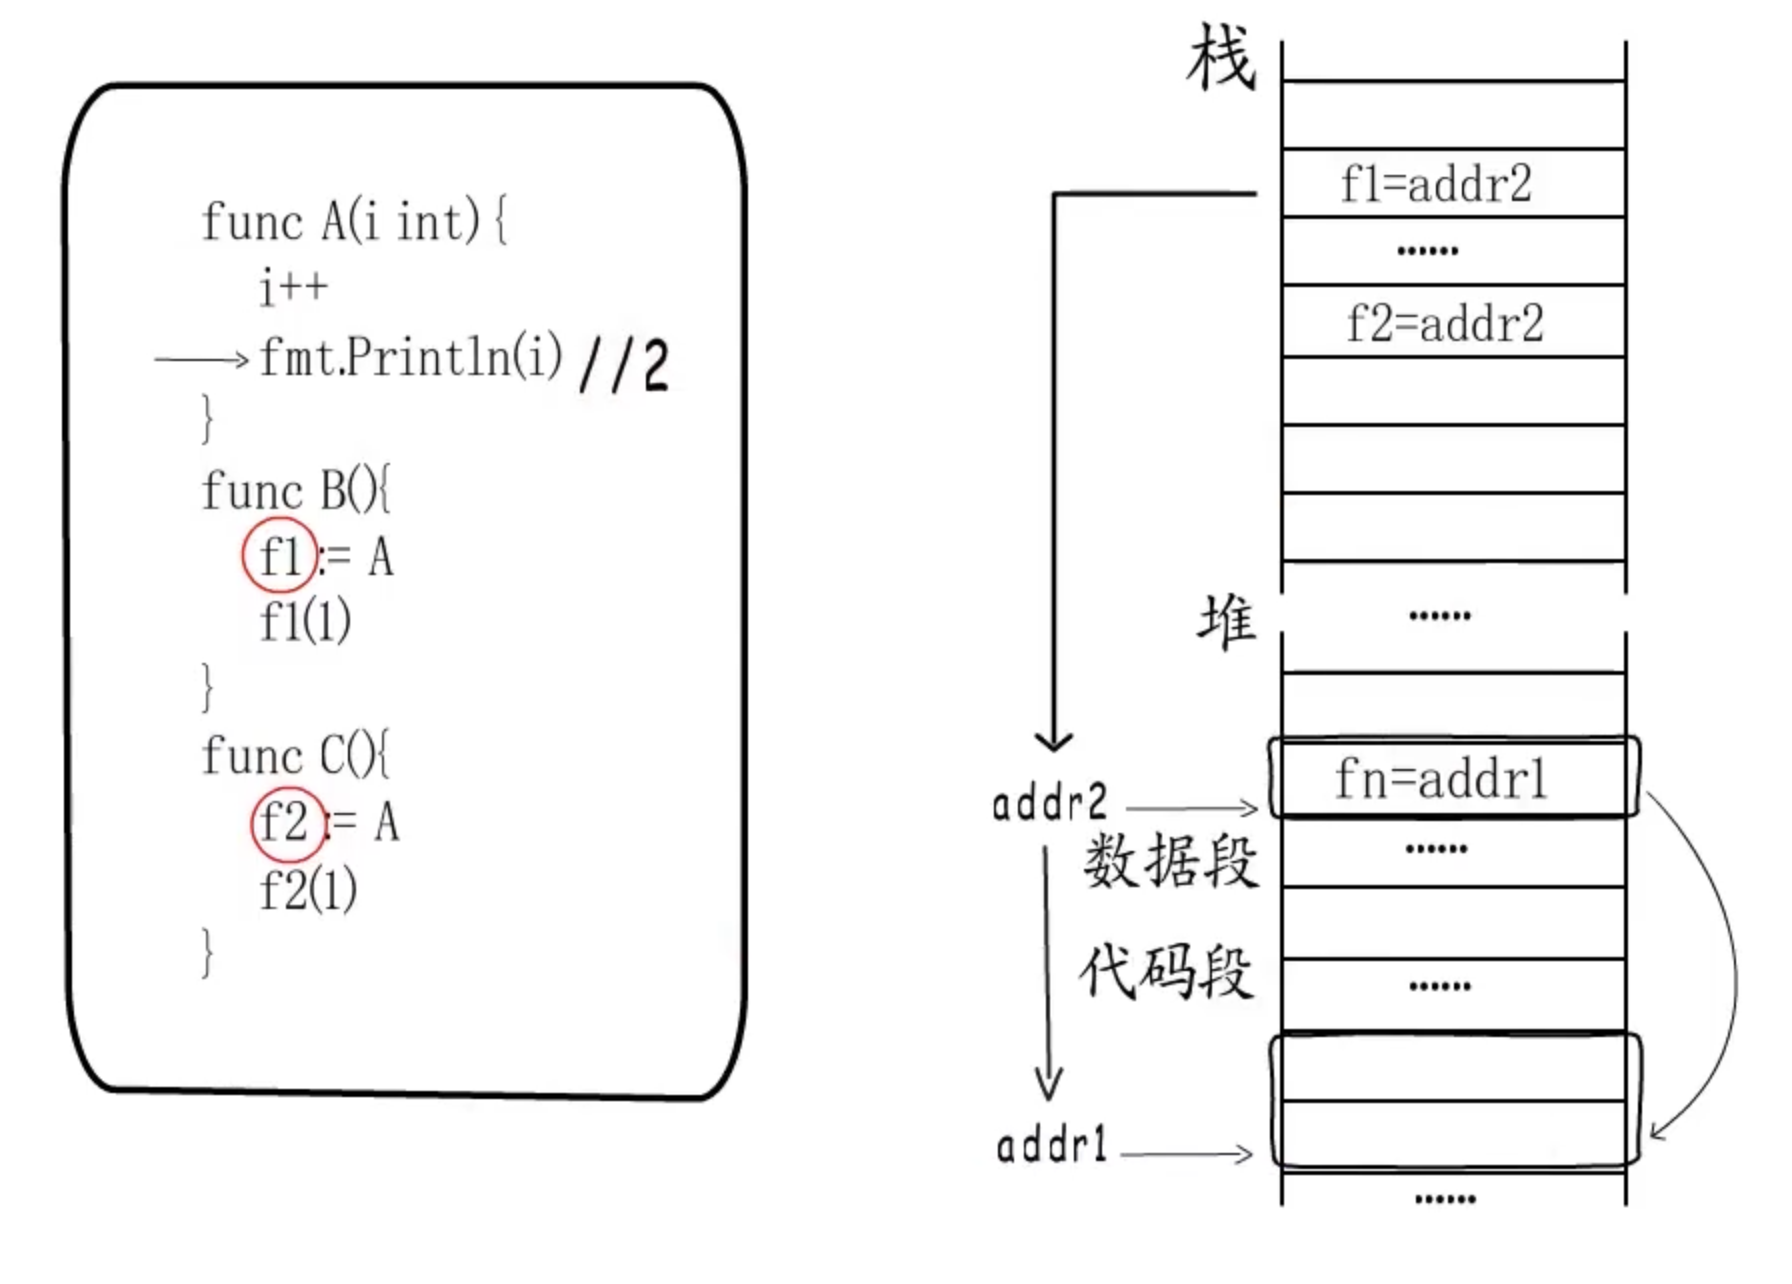 func A(i int) {
i++
fmt.Println(i) //2
}
func B(){
f1 := A
f1(1)
}
func C(){
f2 := A
f2(1)
}
栈
f1=addr2
......
f2=addr2
堆
......
addr2
fn=addr1
数据段
......
代码段
......
addr1
......